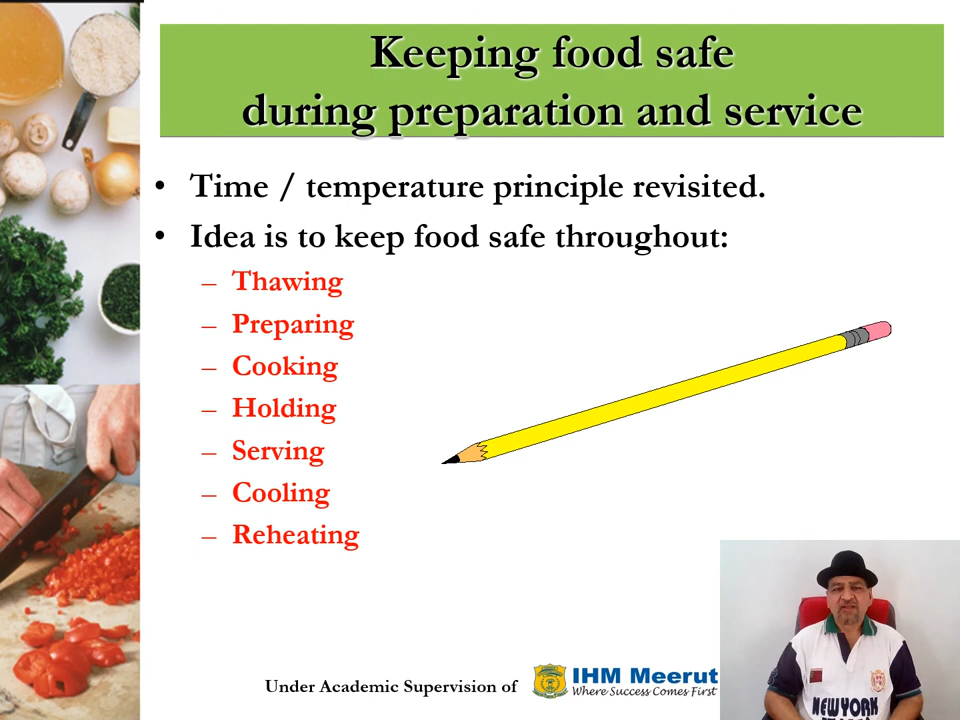 Keeping food safe
during preparation and service
• Time / temperature principle revisited.
• Idea is to keep food safe throughout:
– Thawing
– Preparing
– Cooking
– Holding
– Serving
– Cooling
– Reheating
Under Academic Supervision of
IHM Meerut
Where Success Comes First
NEWYORK